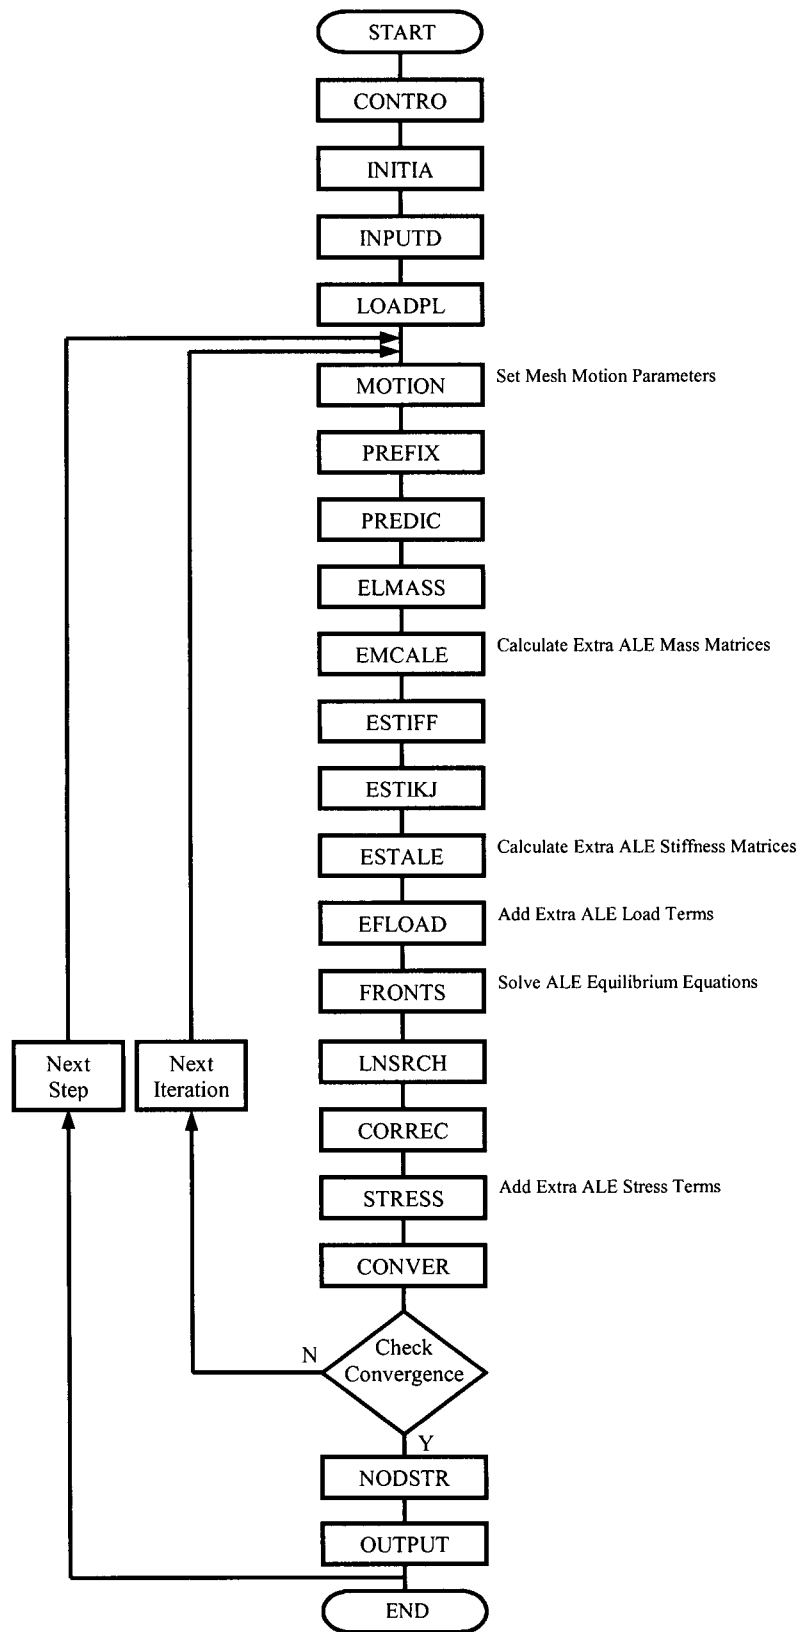 START
CONTRO
INITIA
INPUTD
LOADPL
MOTION
Set Mesh Motion Parameters
PREFIX
PREDIC
ELMASS
EMCALE
Calculate Extra ALE Mass Matrices
ESTIFF
ESTIKJ
ESTALE
Calculate Extra ALE Stiffness Matrices
EFLOAD
Add Extra ALE Load Terms
FRONTS
Solve ALE Equilibrium Equations
Next
Step
Next
Iteration
LNSRCH
CORREC
STRESS
Add Extra ALE Stress Terms
CONVER
Check
Convergence
N
Y
NODSTR
OUTPUT
END